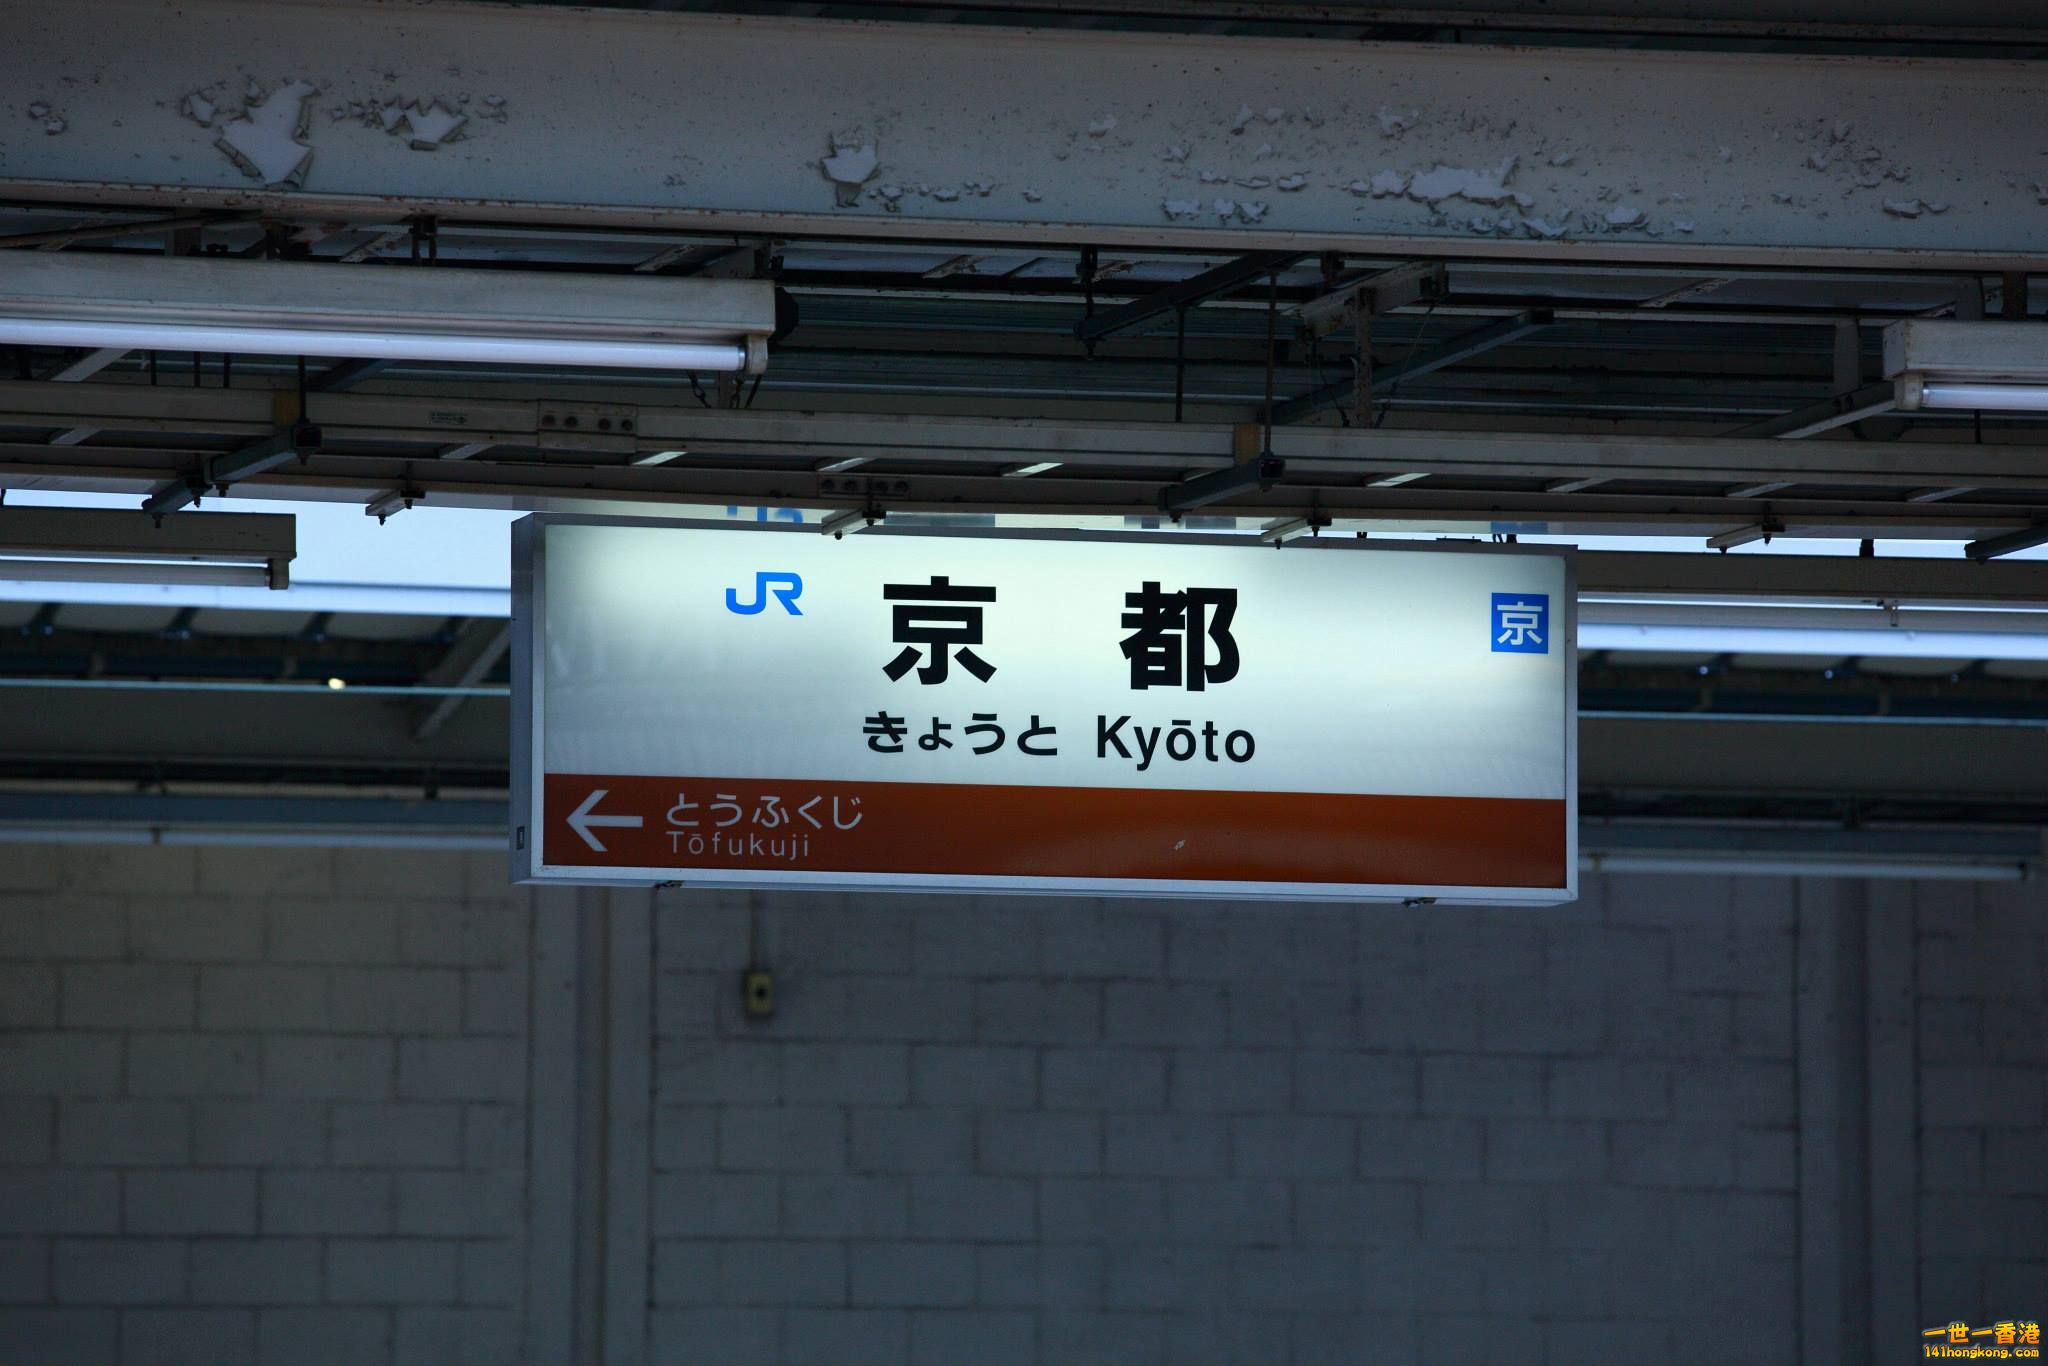 JR 京都 京
きょうと Kyōto
← とうふくじ
Tōfukuji
一世一香港
141hongkong.com